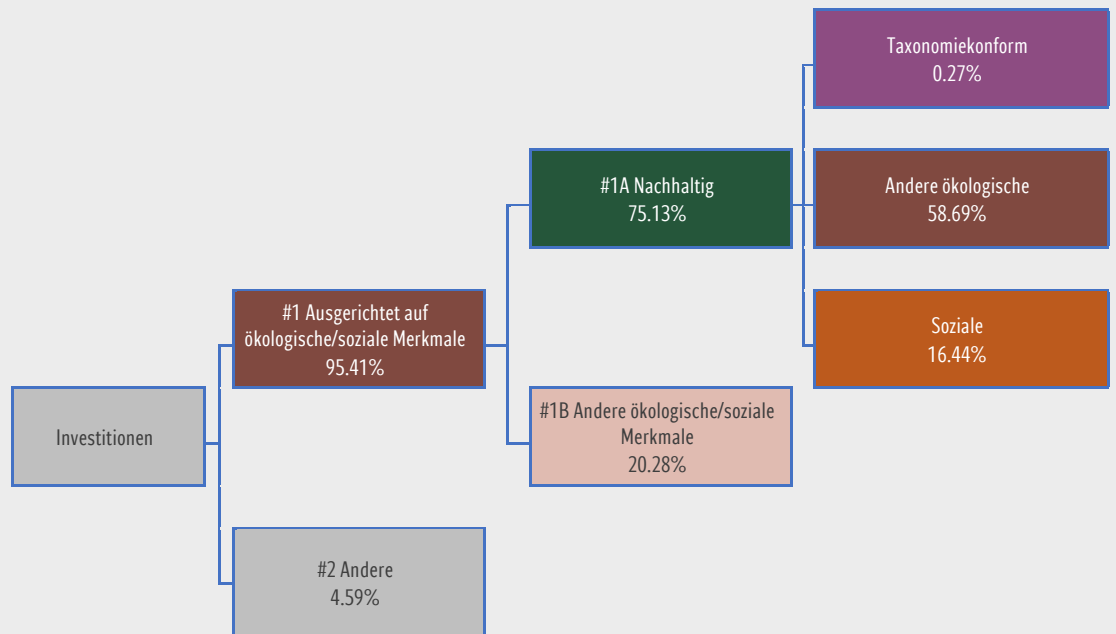 Taxonomiekonform
0.27%
#1A Nachhaltig
75.13%
Andere ökologische
58.69%
#1 Ausgerichtet auf
ökologische/soziale Merkmale
95.41%
Soziale
16.44%
Investitionen
#1B Andere ökologische/soziale
Merkmale
20.28%
#2 Andere
4.59%